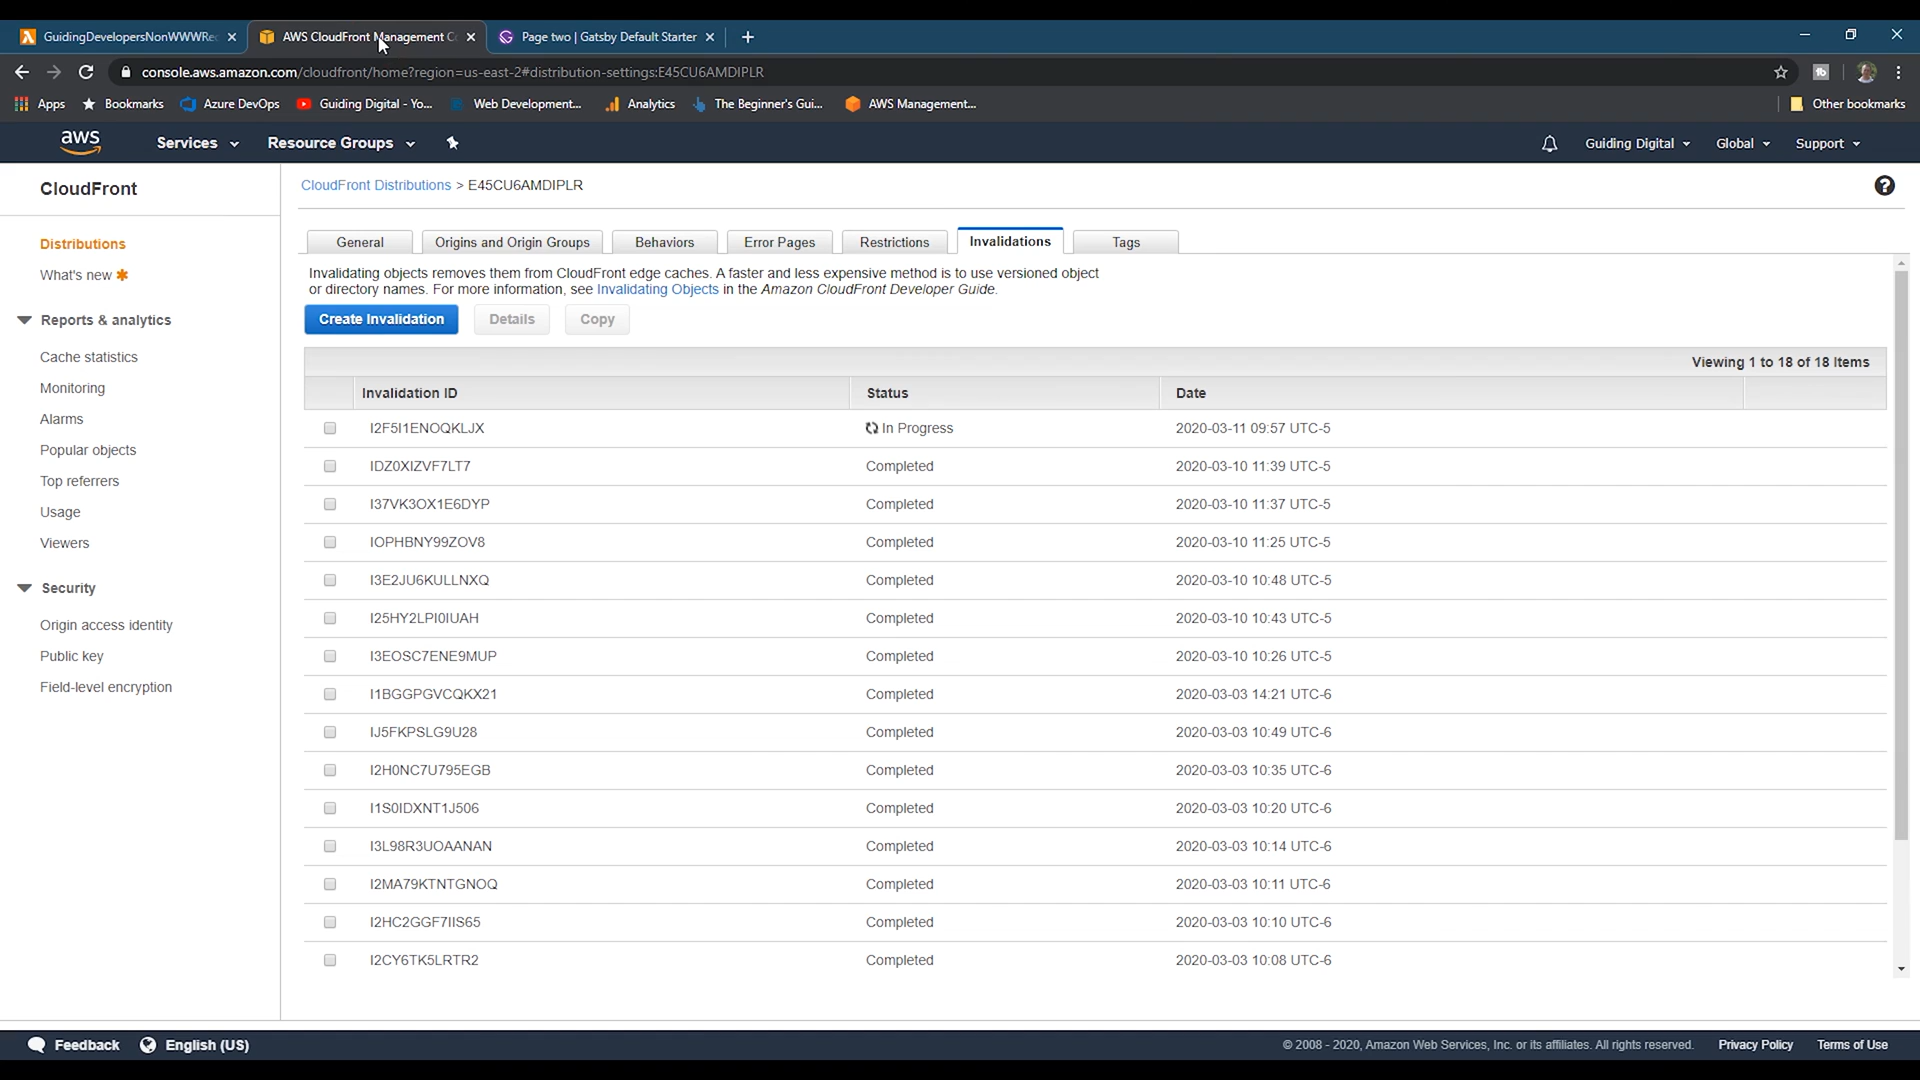 GuidingDevelopersNonWWWRe
AWS CloudFront Management C
Page two | Gatsby Default Starter
console.aws.amazon.com/cloudfront/home?region=us-east-2#distribution-settings:E45CU6AMDIPLR
Apps
Bookmarks
Azure DevOps
Guiding Digital - Yo...
Web Development...
Analytics
The Beginner's Gui...
AWS Management...
Other bookmarks
aws
Services
Resource Groups
Guiding Digital
Global
Support
CloudFront
Distributions
What's new
Reports & analytics
Cache statistics
Monitoring
Alarms
Popular objects
Top referrers
Usage
Viewers
Security
Origin access identity
Public key
Field-level encryption
CloudFront Distributions > E45CU6AMDIPLR
General
Origins and Origin Groups
Behaviors
Error Pages
Restrictions
Invalidations
Tags
Invalidating objects removes them from CloudFront edge caches. A faster and less expensive method is to use versioned object
or directory names. For more information, see Invalidating Objects in the Amazon CloudFront Developer Guide.
Create Invalidation
Details
Copy
Viewing 1 to 18 of 18 Items
Invalidation ID Status Date
I2F5I1ENOQKLJX In Progress 2020-03-11 09:57 UTC-5
IDZ0XIZVF7LT7 Completed 2020-03-10 11:39 UTC-5
I37VK3OX1E6DYP Completed 2020-03-10 11:37 UTC-5
IOPHBNY99ZOV8 Completed 2020-03-10 11:25 UTC-5
I3E2JU6KULLNXQ Completed 2020-03-10 10:48 UTC-5
I25HY2LPI0IUAH Completed 2020-03-10 10:43 UTC-5
I3EOSC7ENE9MUP Completed 2020-03-10 10:26 UTC-5
I1BGGPGVCQKX21 Completed 2020-03-03 14:21 UTC-6
IJ5FKPSLG9U28 Completed 2020-03-03 10:49 UTC-6
I2H0NC7U795EGB Completed 2020-03-03 10:35 UTC-6
I1S0IDXNT1J506 Completed 2020-03-03 10:20 UTC-6
I3L98R3UOAANAN Completed 2020-03-03 10:14 UTC-6
I2MA79KTNTGNOQ Completed 2020-03-03 10:11 UTC-6
I2HC2GGF7IIS65 Completed 2020-03-03 10:10 UTC-6
I2CY6TK5LRTR2 Completed 2020-03-03 10:08 UTC-6
Feedback
English (US)
© 2008 - 2020, Amazon Web Services, Inc. or its affiliates. All rights reserved.
Privacy Policy
Terms of Use